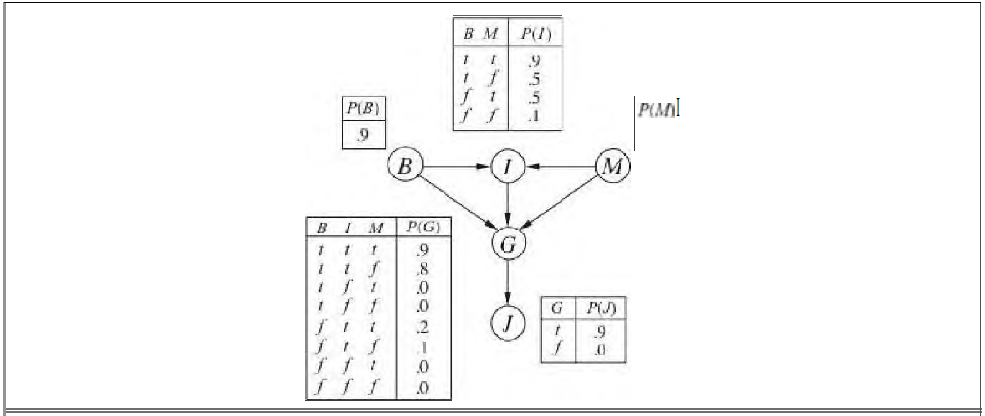 B M P(I)
t t .9
t f .5
f t .5
f f .1
P(B)
.9
P(M)
B
I
M
B I M P(G)
t t t .9
t t f .8
t f t .0
t f f .0
f t t .2
f t f .1
f f t .0
f f f .0
G
J
G P(J)
t .9
f .0